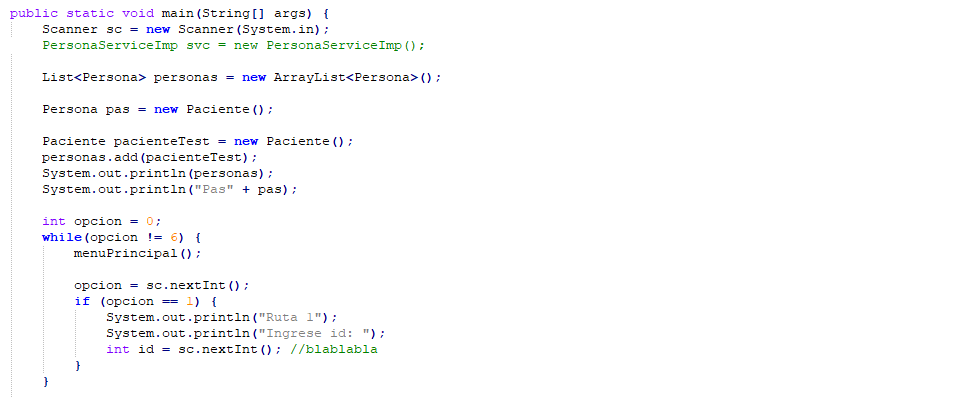 public static void main(String[] args) {
Scanner sc = new Scanner(System.in);
PersonaServiceImp svc = new PersonaServiceImp();
List<Persona> personas = new ArrayList<Persona>();
Persona pas = new Paciente();
Paciente pacienteTest = new Paciente();
personas.add(pacienteTest);
System.out.println(personas);
System.out.println("Pas" + pas);
int opcion = 0;
while(opcion != 6) {
menuPrincipal();
opcion = sc.nextInt();
if (opcion == 1) {
System.out.println("Ruta 1");
System.out.println("Ingrese id: ");
int id = sc.nextInt(); //blablabla
}
}